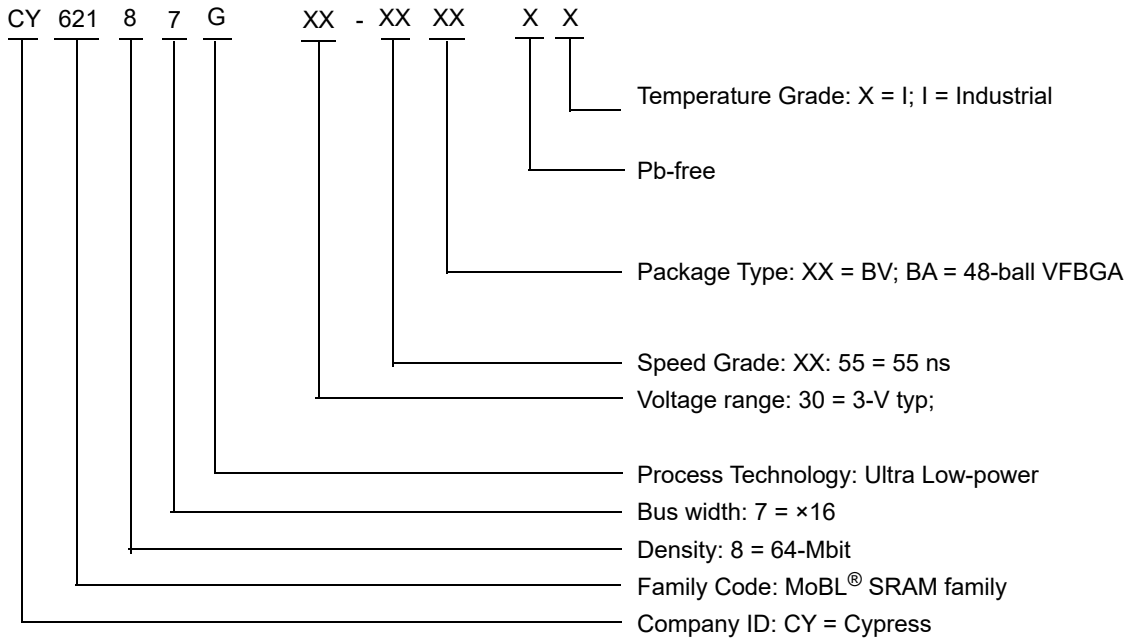 CY 621 8 7 G XX - XX XX X X
Temperature Grade: X = I; I = Industrial
Pb-free
Package Type: XX = BV; BA = 48-ball VFBGA
Speed Grade: XX: 55 = 55 ns
Voltage range: 30 = 3-V typ;
Process Technology: Ultra Low-power
Bus width: 7 = ×16
Density: 8 = 64-Mbit
Family Code: MoBL® SRAM family
Company ID: CY = Cypress